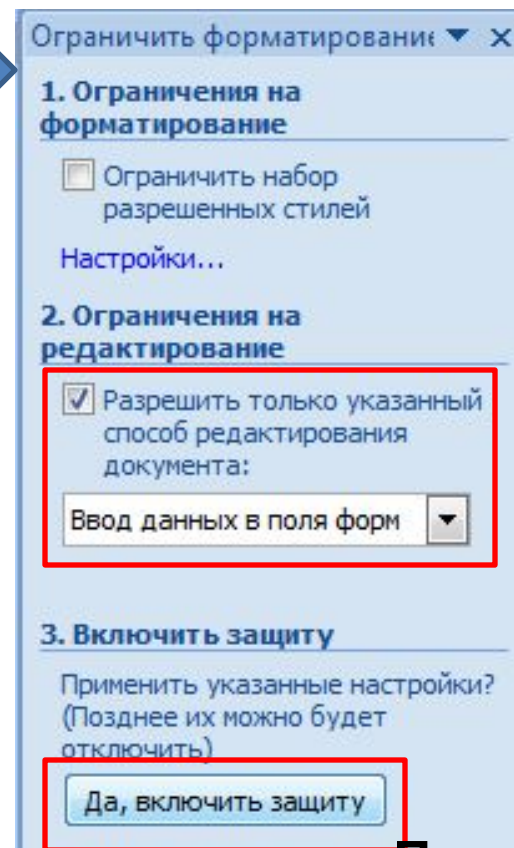 Ограничить форматировани
1. Ограничения на
форматирование
Ограничить набор
разрешенных стилей
Настройки...
2. Ограничения на
редактирование
Разрешить только указанный
способ редактирования
документа:
Ввод данных в поля форм
3. Включить защиту
Применить указанные настройки?
(Позднее их можно будет
отключить)
Да, включить защиту